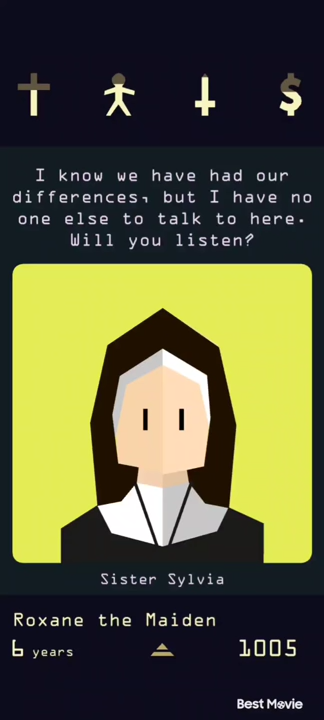 I know we have had our
differences, but I have no
one else to talk to here.
Will you listen?
Sister Sylvia
Roxane the Maiden
6 years 1005
Best Movie